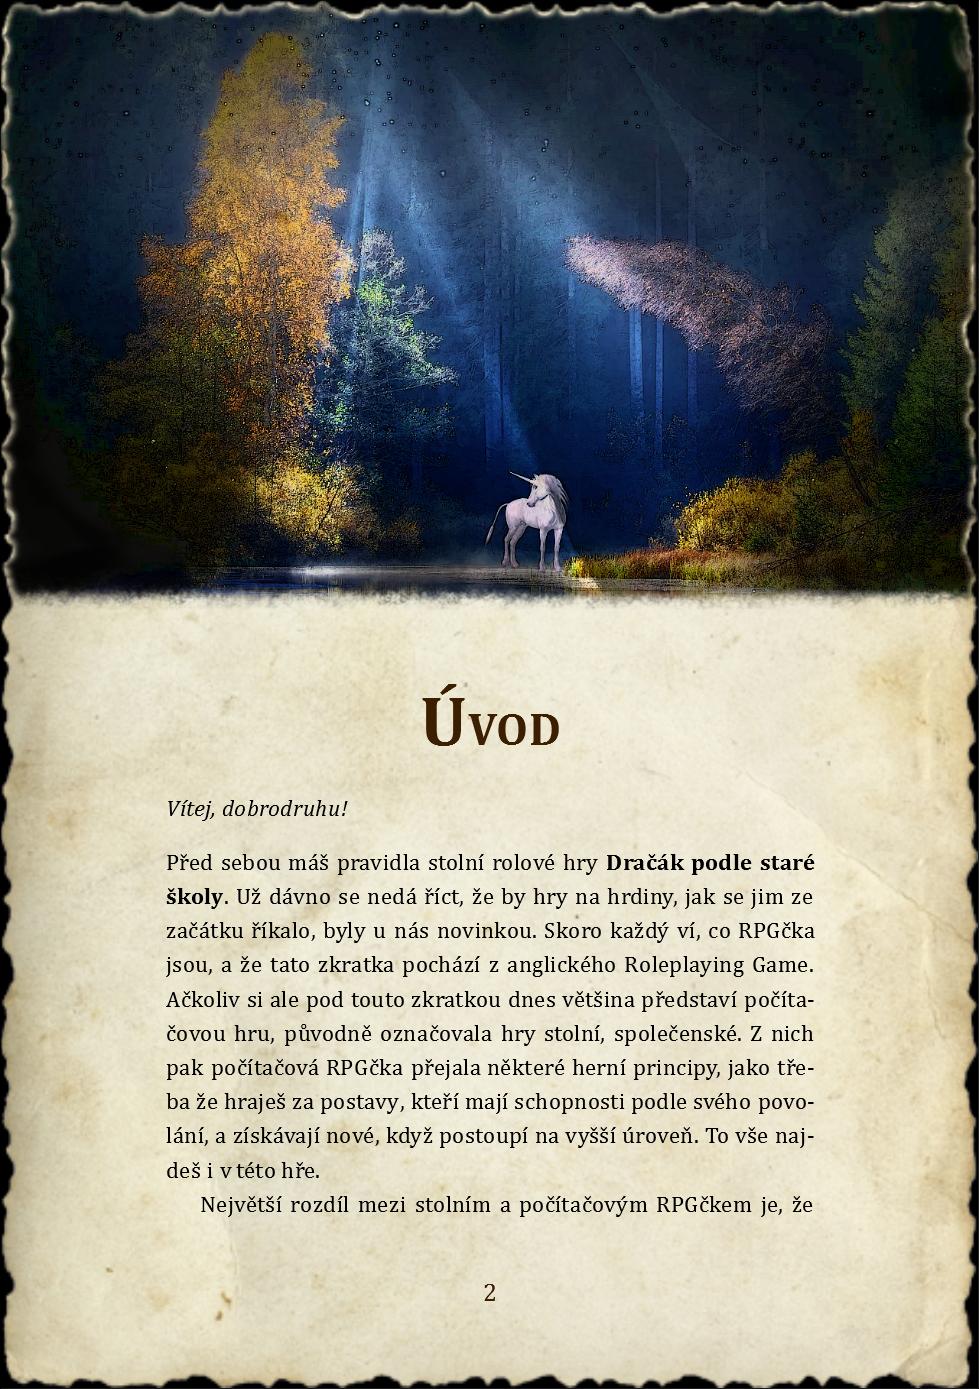 Úvod
Vítej, dobrodruhu!
Před sebou máš pravidla stolní rolové hry Dračák podle staré
školy. Už dávno se nedá říct, že by hry na hrdiny, jak se jim ze
začátku říkalo, byly u nás novinkou. Skoro každý ví, co RPGčka
jsou, a že tato zkratka pochází z anglického Roleplaying Game.
Ačkoliv si ale pod touto zkratkou dnes většina představí počíta-
čovou hru, původně označovala hry stolní, společenské. Z nich
pak počítačová RPGčka přejala některé herní principy, jako tře-
ba že hraješ za postavy, kteří mají schopnosti podle svého povo-
lání, a získávají nové, když postoupí na vyšší úroveň. To vše naj-
deš i v této hře.
Největší rozdíl mezi stolním a počítačovým RPGčkem je, že
2